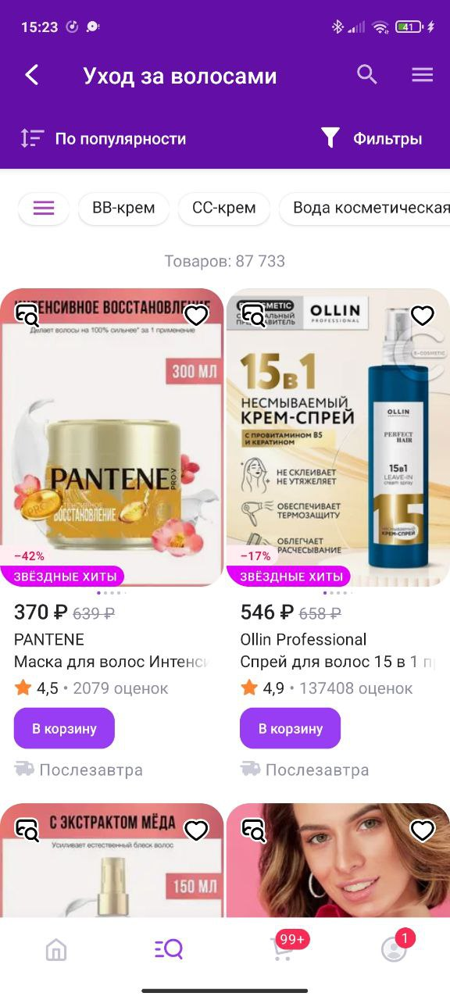 15:23
41
Уход за волосами
По популярности
Фильтры
BB-крем
CC-крем
Вода косметическая
Товаров: 87 733
ИНТЕНСИВНОЕ ВОССТАНОВЛЕНИЕ
Делает волосы на 100% сильнее* за 1 применение
300 МЛ
PANTENE
PRO-V
ИНТЕНСИВНОЕ
ВОССТАНОВЛЕНИЕ
−42%
ЗВЁЗДНЫЕ ХИТЫ
OLLIN
PROFESSIONAL
E-COSMETIC
15в1
НЕСМЫВАЕМЫЙ
КРЕМ-СПРЕЙ
С ПРОВИТАМИНОМ B5
И КЕРАТИНОМ
НЕ СКЛЕИВАЕТ
НЕ УТЯЖЕЛЯЕТ
ОБЕСПЕЧИВАЕТ
ТЕРМОЗАЩИТУ
ОБЛЕГЧАЕТ
РАСЧЕСЫВАНИЕ
OLLIN
PERFECT
HAIR
15в1
LEAVE-IN
cream spray
15
НЕСМЫВАЕМЫЙ
КРЕМ-СПРЕЙ
−17%
ЗВЁЗДНЫЕ ХИТЫ
370 ₽ 639 ₽
PANTENE
Маска для волос Интенси
4,5 • 2079 оценок
В корзину
Послезавтра
546 ₽ 658 ₽
Ollin Professional
Спрей для волос 15 в 1 п
4,9 • 137408 оценок
В корзину
Послезавтра
С ЭКСТРАКТОМ МЁДА
Усиливает естественный блеск волос
150 МЛ
99+
1